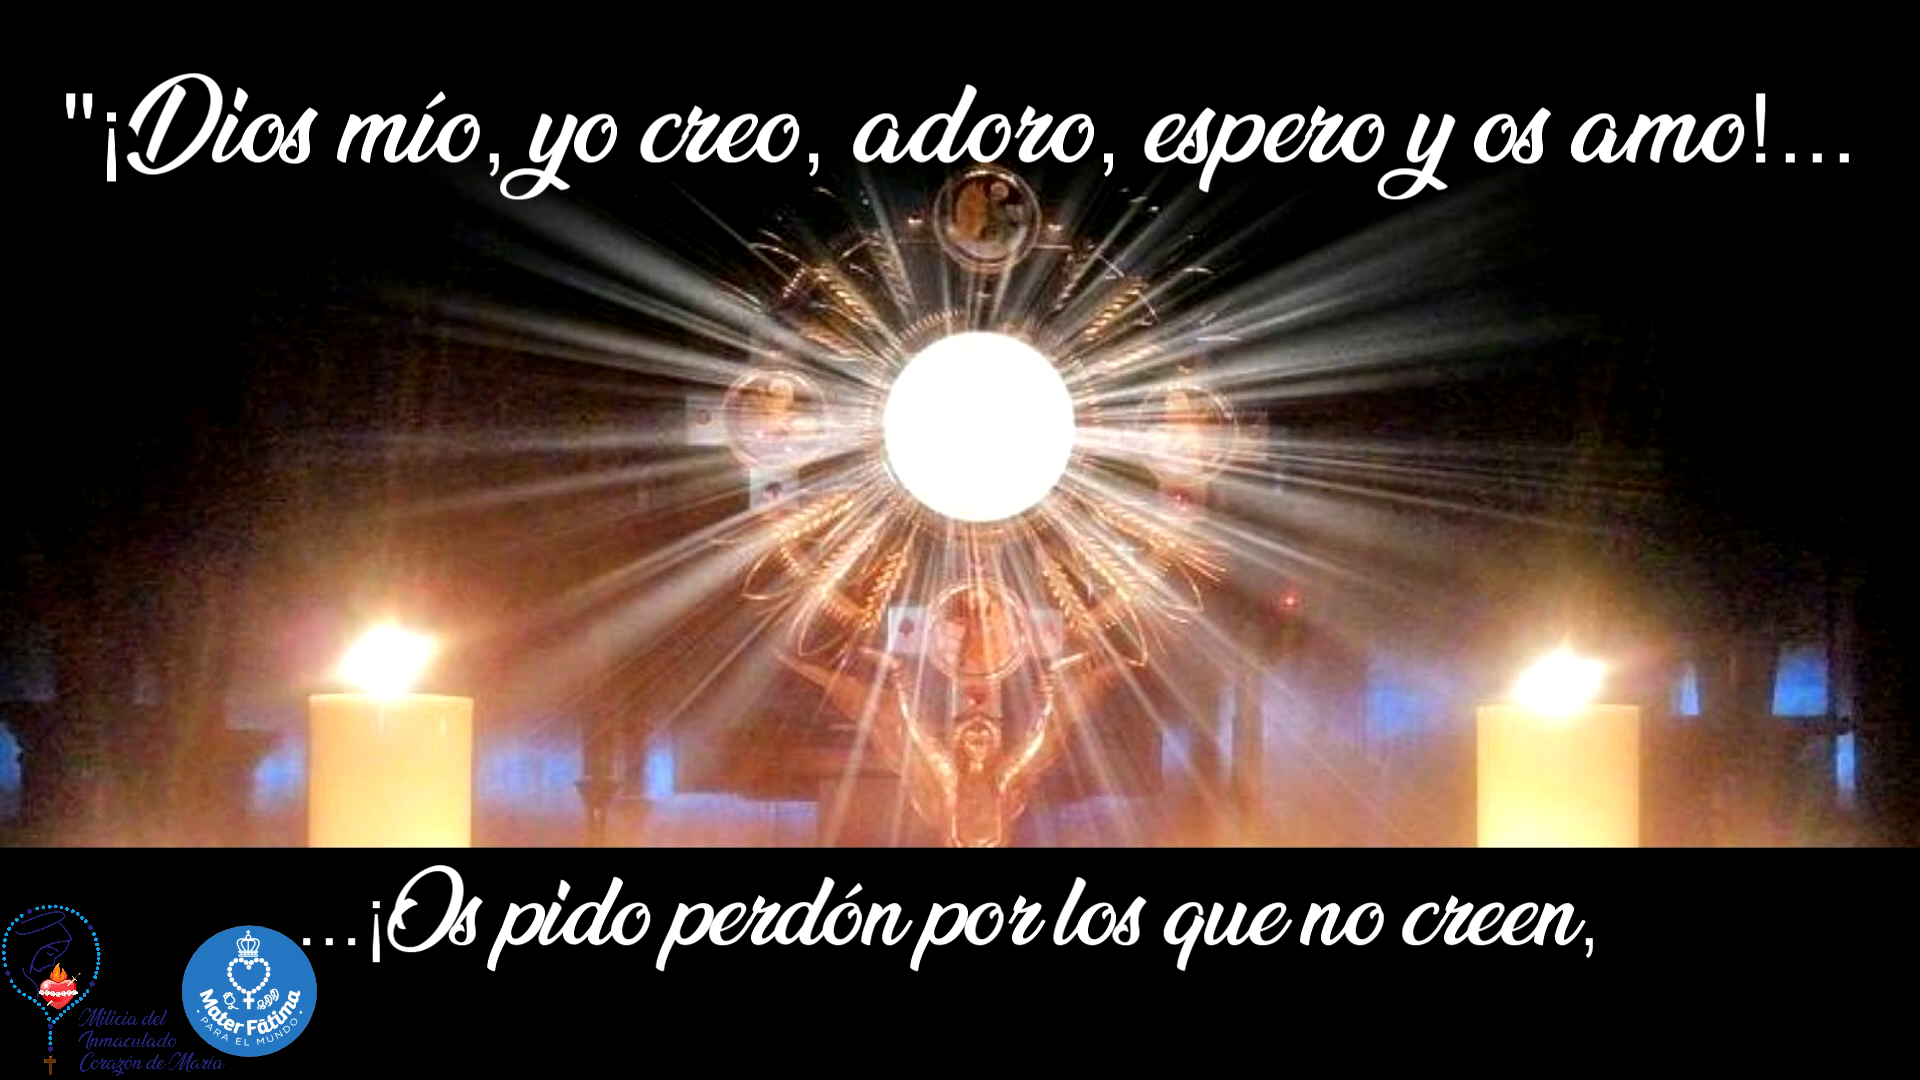 "¡Dios mío, yo creo, adoro, espero y os amo!...
...¡Os pido perdón por los que no creen,
Milicia del
Inmaculado
Corazón de María
Mater Fátima
· PARA EL MUNDO ·